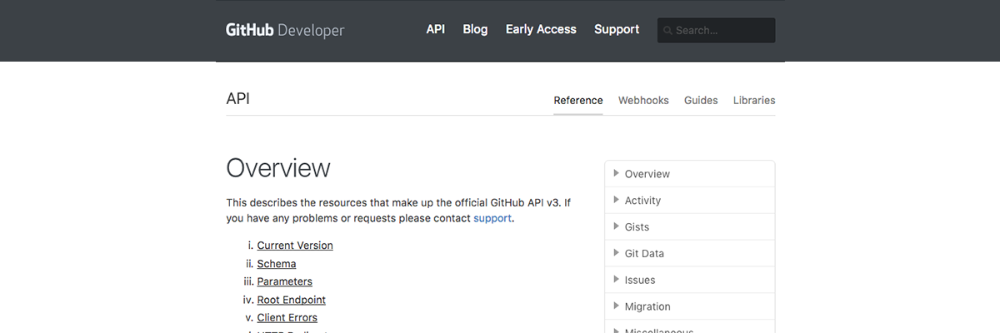 GitHub Developer
API Blog Early Access Support Search...
API
Reference Webhooks Guides Libraries
Overview
This describes the resources that make up the official GitHub API v3. If
you have any problems or requests please contact support.
i. Current Version
ii. Schema
iii. Parameters
iv. Root Endpoint
v. Client Errors
Overview
Activity
Gists
Git Data
Issues
Migration
Miscellaneous